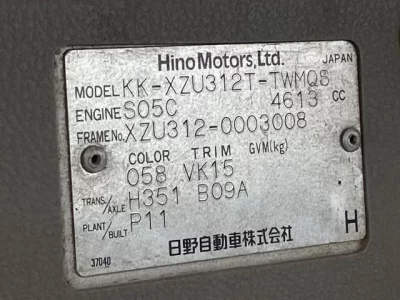 Hino Motors, Ltd. JAPAN
MODEL KK-XZU312T-TWMQS
ENGINE S05C 4613 CC
FRAME No. XZU312-0003008
COLOR TRIM GVM(kg)
058 VK15
TRANS/AXLE H351 B09A
PLANT/BUILT P11 H
日野自動車株式会社
37040